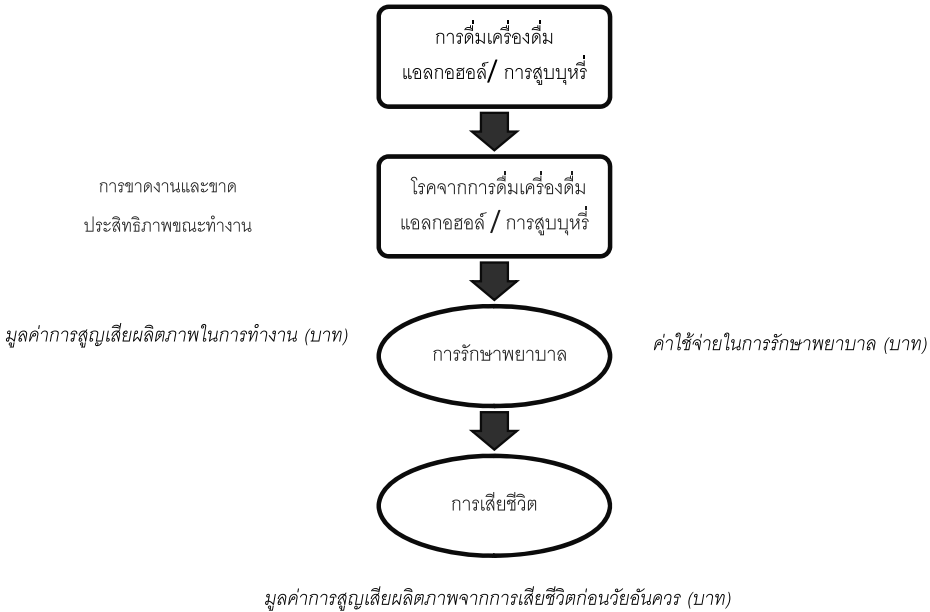 การดื่มเครื่องดื่ม
แอลกอฮอล์/ การสูบบุหรี่
โรคจากการดื่มเครื่องดื่ม
แอลกอฮอล์ / การสูบบุหรี่
การขาดงานและขาด
ประสิทธิภาพขณะทำงาน
มูลค่าการสูญเสียผลิตภาพในการทำงาน (บาท)
การรักษาพยาบาล
ค่าใช้จ่ายในการรักษาพยาบาล (บาท)
การเสียชีวิต
มูลค่าการสูญเสียผลิตภาพจากการเสียชีวิตก่อนวัยอันควร (บาท)